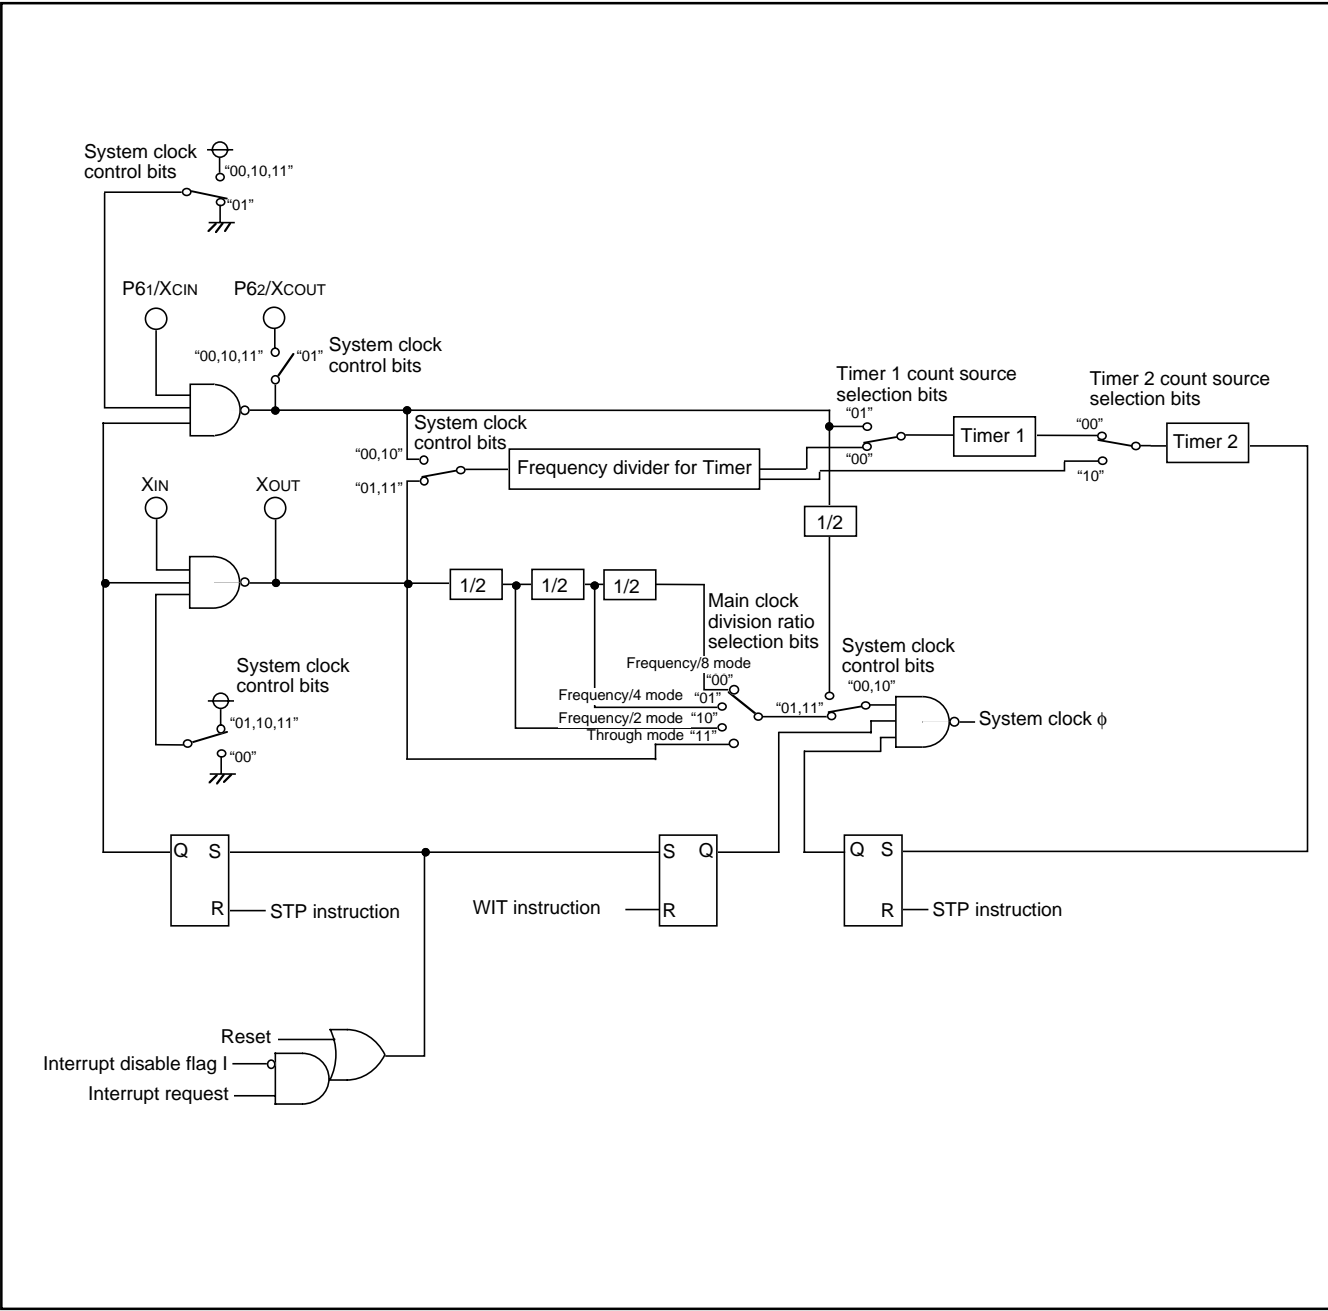 System clock
control bits
“00,10,11”
“01”
P61/XCIN
P62/XCOUT
“00,10,11”
“01”
System clock
control bits
Timer 1 count source
selection bits
Timer 2 count source
selection bits
“01”
“00”
Timer 1
“00”
“10”
Timer 2
System clock
control bits
“00,10”
“01,11”
Frequency divider for Timer
XIN
XOUT
1/2
1/2
1/2
1/2
Main clock
division ratio
selection bits
Frequency/8 mode
“00”
Frequency/4 mode “01”
Frequency/2 mode “10”
Through mode “11”
System clock
control bits
“00,10”
“01,11”
System clock ϕ
System clock
control bits
“01,10,11”
“00”
Q S
R
STP instruction
S Q
R
WIT instruction
Q S
R
STP instruction
Reset
Interrupt disable flag I
Interrupt request